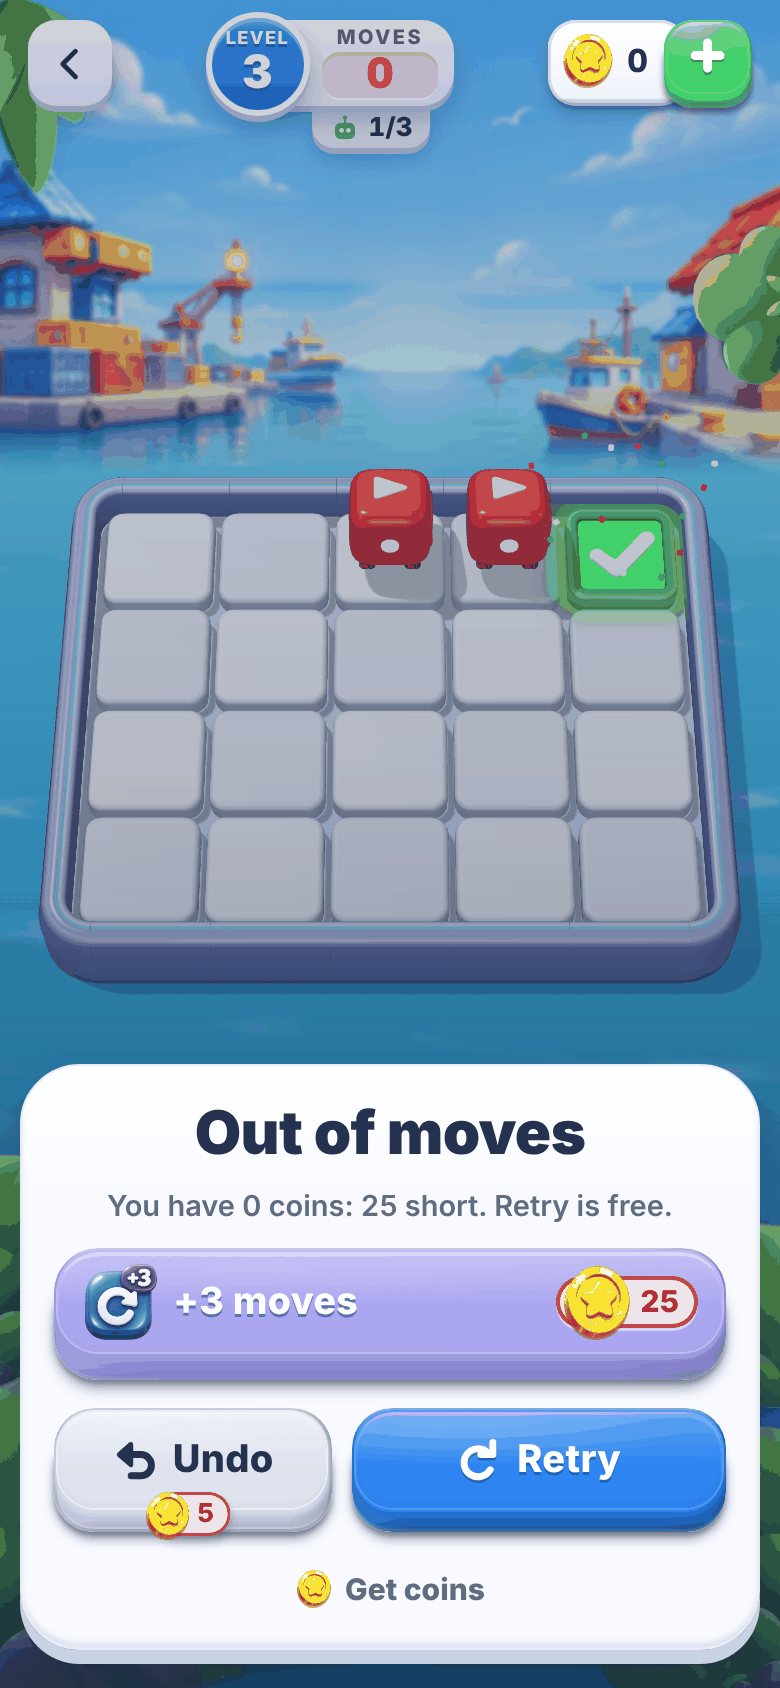 LEVEL
3
MOVES
0
0
1/3
Out of moves
You have 0 coins: 25 short. Retry is free.
+3
+3 moves
25
Undo
5
Retry
Get coins